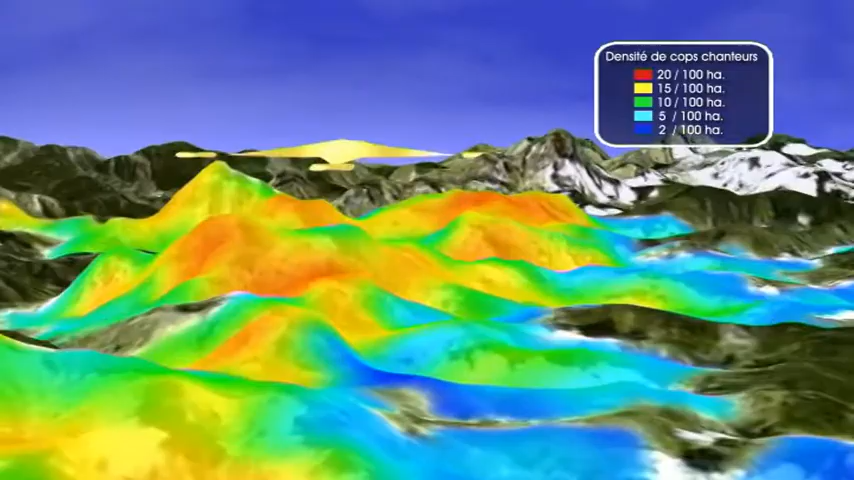 Densité de cops chanteurs
20 / 100 ha.
15 / 100 ha.
10 / 100 ha.
5 / 100 ha.
2 / 100 ha.